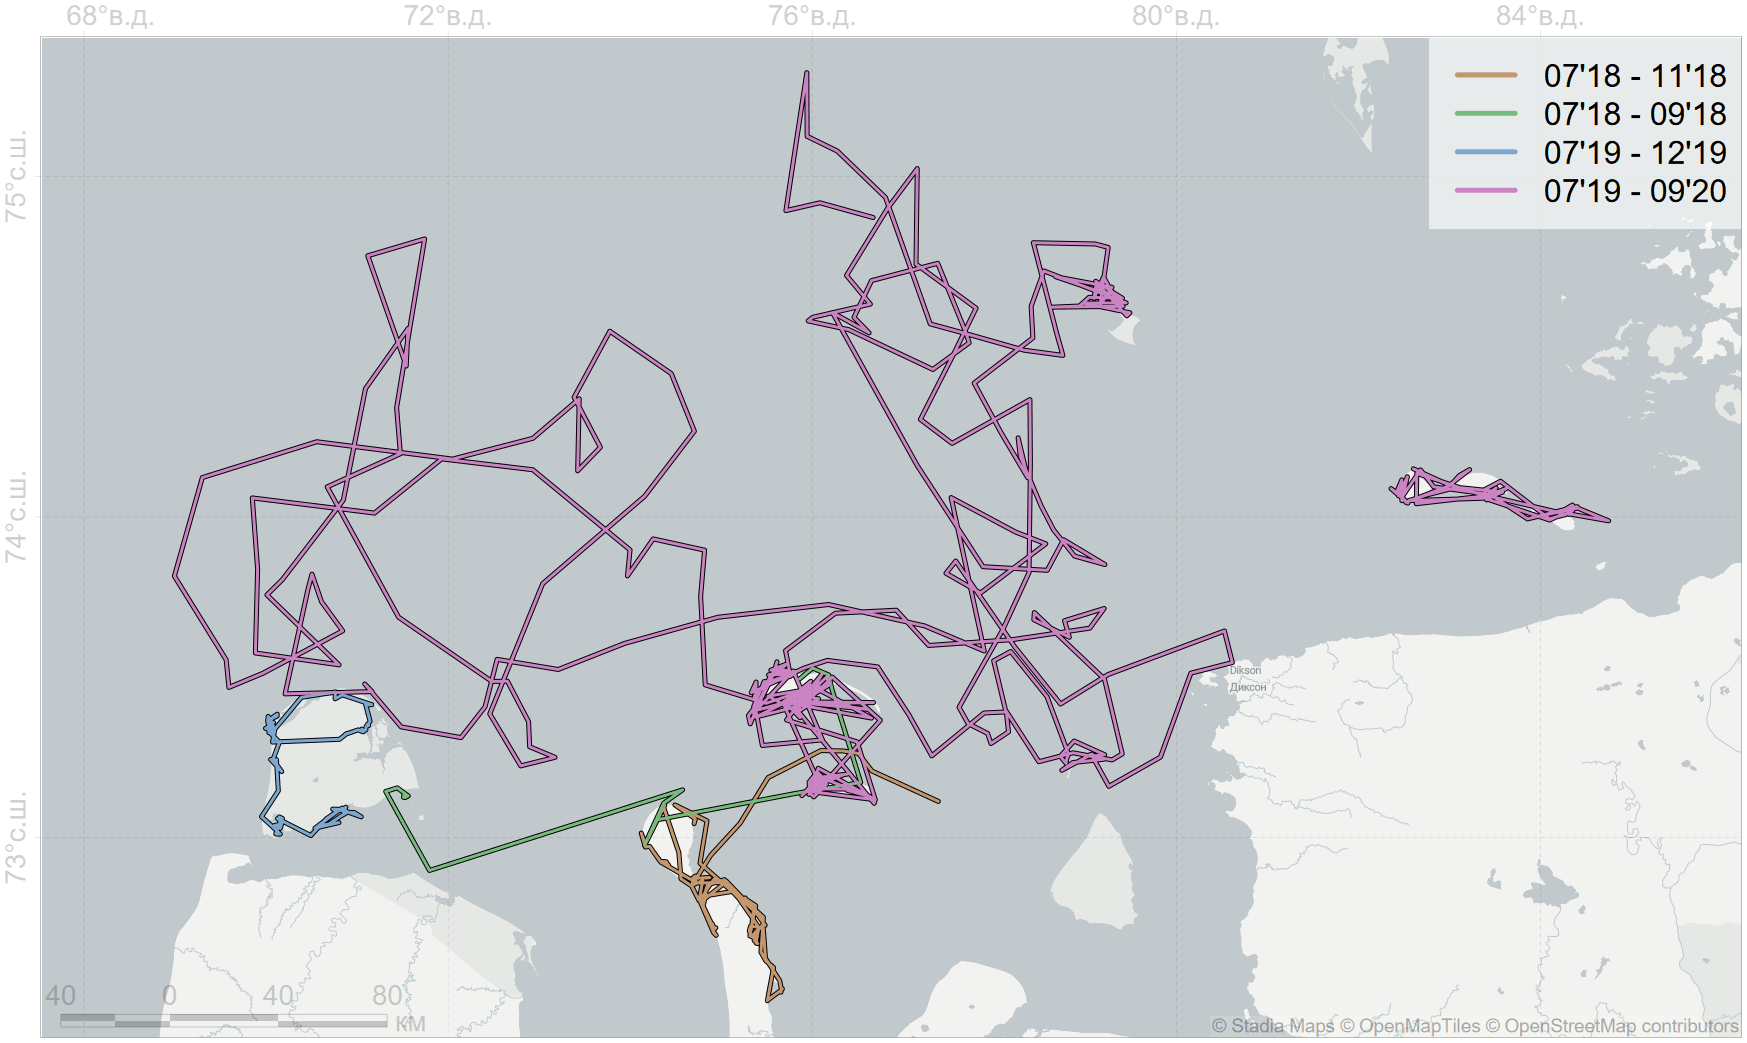 68°в.д. 72°в.д. 76°в.д. 80°в.д. 84°в.д.
07'18 - 11'18
07'18 - 09'18
07'19 - 12'19
07'19 - 09'20
75°с.ш.
74°с.ш.
73°с.ш.
Dikson
Диксон
40 0 40 80
км
© Stadia Maps © OpenMapTiles © OpenStreetMap contributors